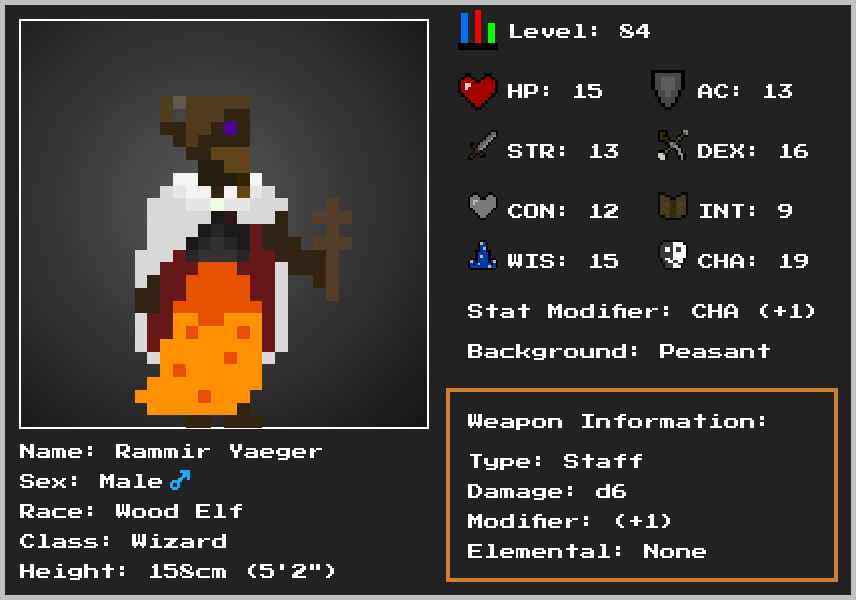 Level: 84
HP: 15 AC: 13
STR: 13 DEX: 16
CON: 12 INT: 9
WIS: 15 CHA: 19
Stat Modifier: CHA (+1)
Background: Peasant
Weapon Information:
Type: Staff
Damage: d6
Modifier: (+1)
Elemental: None
Name: Rammir Yaeger
Sex: Male♂
Race: Wood Elf
Class: Wizard
Height: 158cm (5'2")